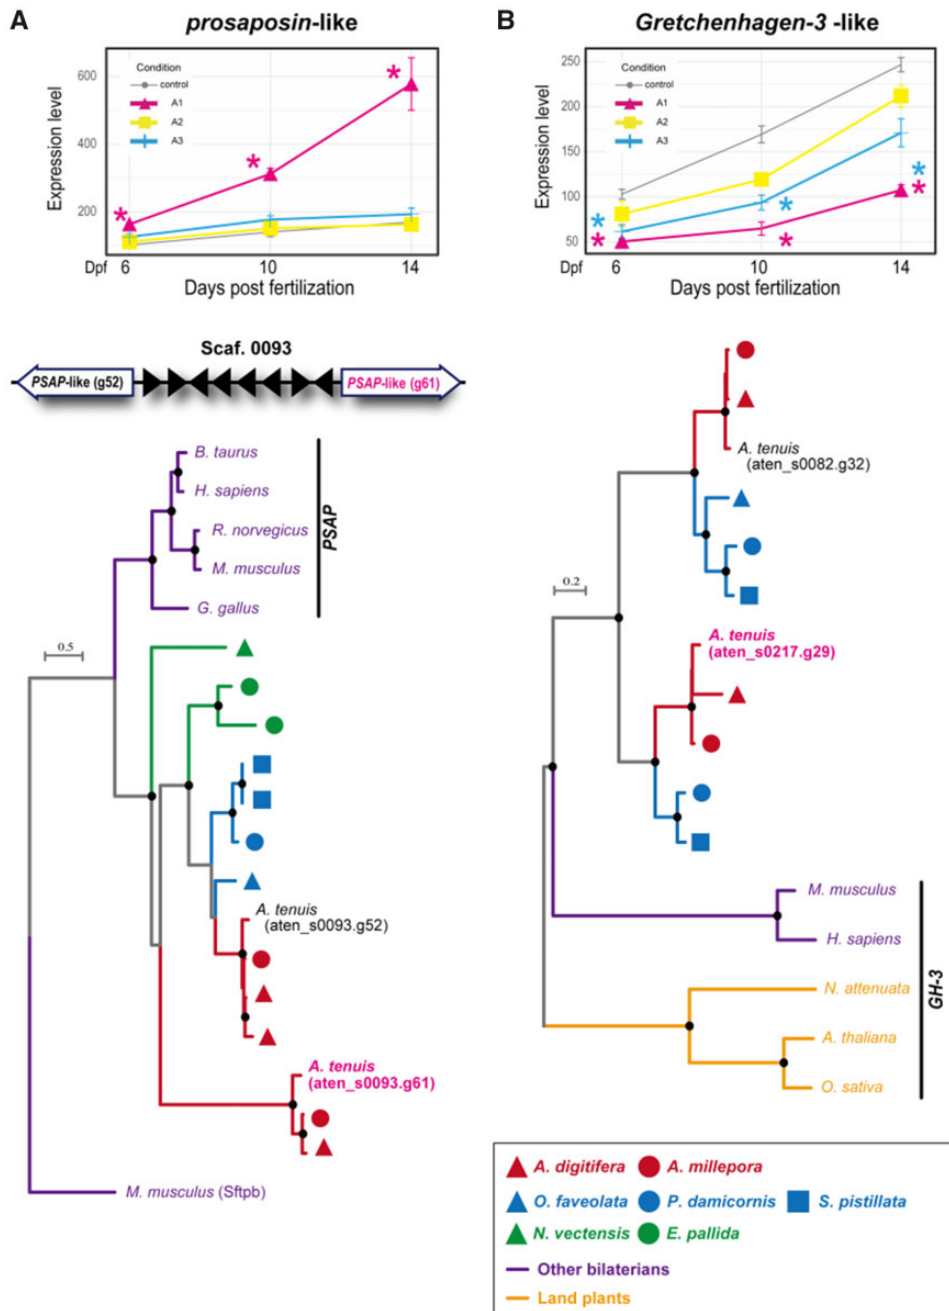 A
prosaposin-like
Expression level
600
400
200
Condition
control
A1
A2
A3
*
*
*
Dpf
6
10
14
Days post fertilization
Scaf. 0093
PSAP-like (g52)
PSAP-like (g61)
B. taurus
H. sapiens
R. norvegicus
M. musculus
G. gallus
PSAP
0.5
A. tenuis
(aten_s0093.g52)
A. tenuis
(aten_s0093.g61)
M. musculus (Sftpb)
B
Gretchenhagen-3 -like
Expression level
250
200
150
100
50
Condition
control
A1
A2
A3
*
*
*
*
*
*
Dpf
6
10
14
Days post fertilization
A. tenuis
(aten_s0082.g32)
0.2
A. tenuis
(aten_s0217.g29)
M. musculus
H. sapiens
N. attenuata
A. thaliana
O. sativa
GH-3
A. digitifera
A. millepora
O. faveolata
P. damicornis
S. pistillata
N. vectensis
E. pallida
Other bilaterians
Land plants